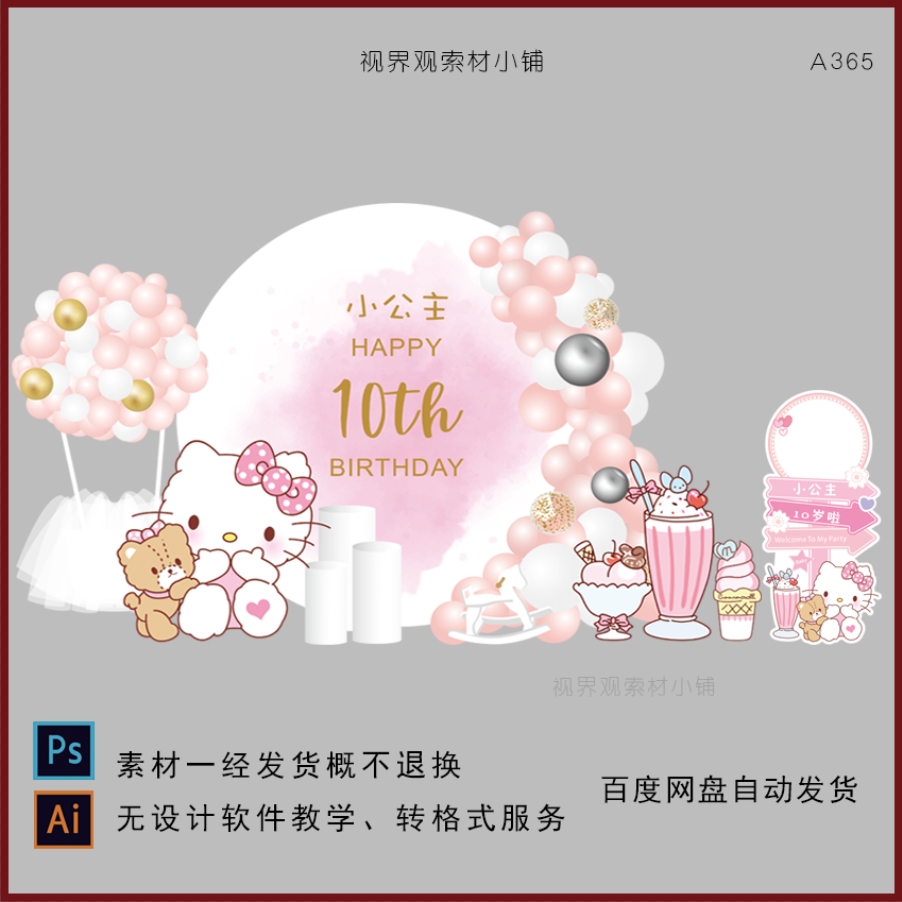 视界观索材小铺
A365
小公主
HAPPY
10th
BIRTHDAY
小公主
10岁啦
Welcome To My Party
视界观索材小铺
Ps
素材一经发货概不退换
Ai
无设计软件教学、转格式服务
百度网盘自动发货